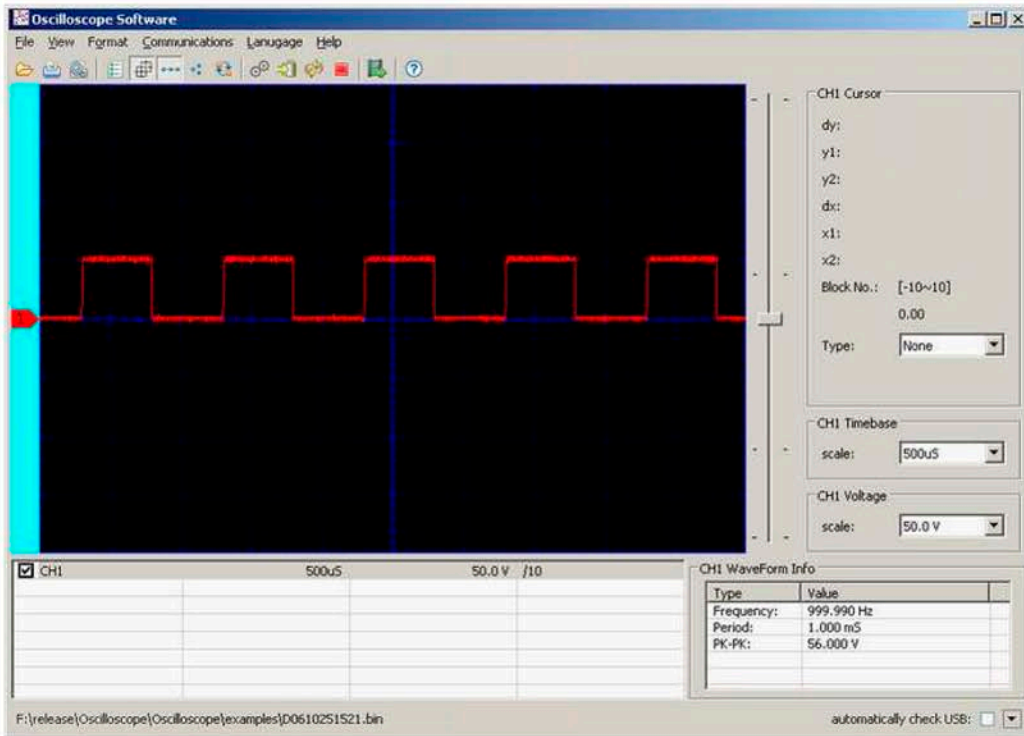 Oscilloscope Software
File View Format Communications Lanugage Help
CH1 Cursor
dy:
y1:
y2:
dx:
x1:
x2:
Block No.: [-10~10]
0.00
Type: None
1
CH1 Timebase
scale: 500uS
CH1 Voltage
scale: 50.0 V
CH1 500uS 50.0 V /10
CH1 WaveForm Info
Type Value
Frequency: 999.990 Hz
Period: 1.000 mS
PK-PK: 56.000 V
F:\release\Oscilloscope\Oscilloscope\examples\D06102S1S21.bin
automatically check USB: